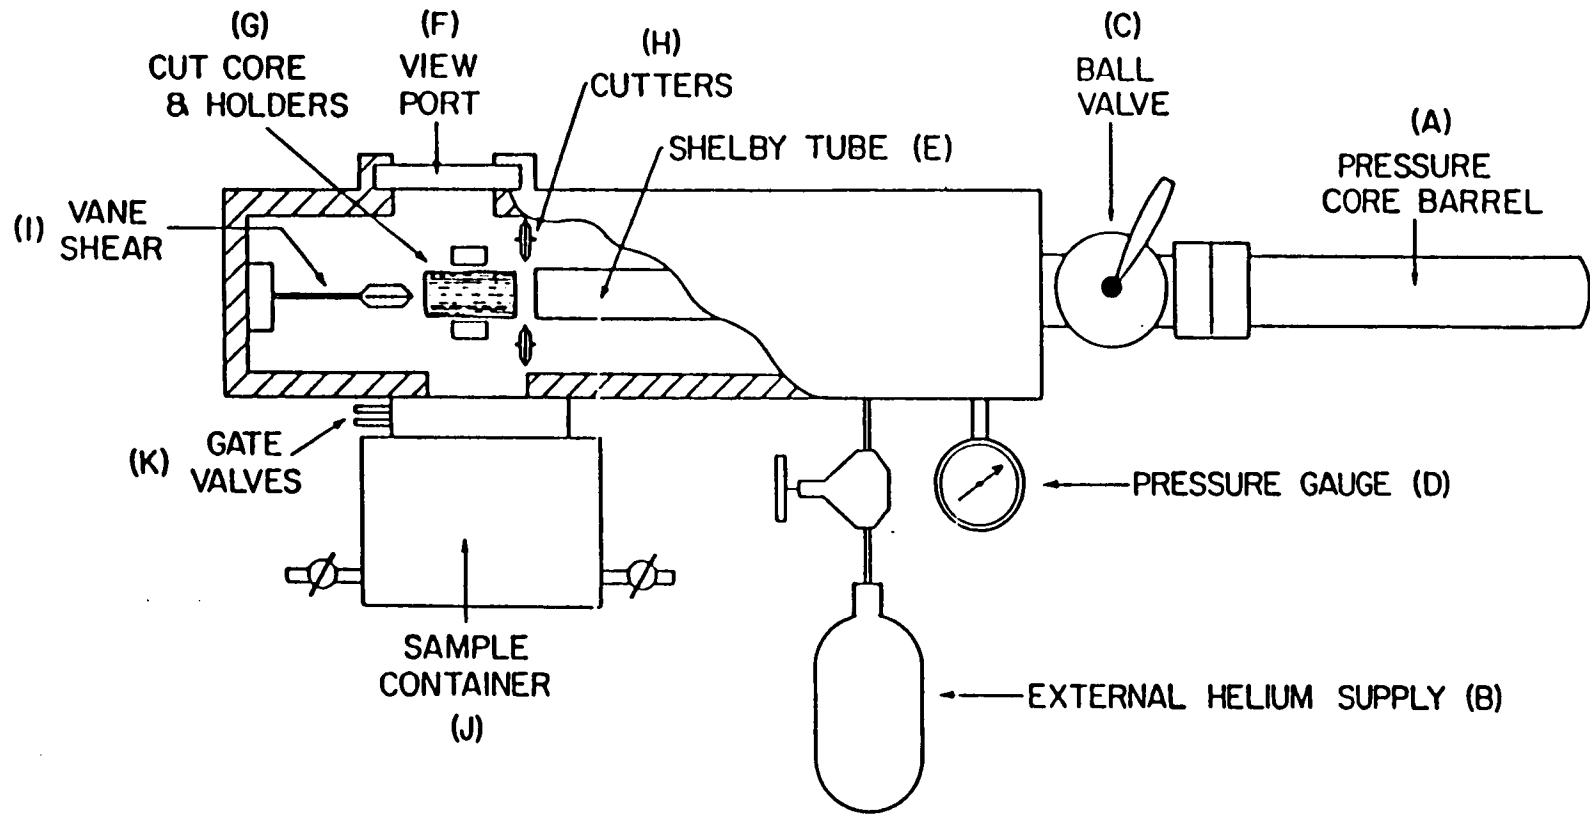 (G)
CUT CORE
& HOLDERS
(F)
VIEW
PORT
(H)
CUTTERS
SHELBY TUBE (E)
(C)
BALL
VALVE
(A)
PRESSURE
CORE BARREL
(I) VANE
SHEAR
(K) GATE
VALVES
PRESSURE GAUGE (D)
SAMPLE
CONTAINER
(J)
EXTERNAL HELIUM SUPPLY (B)